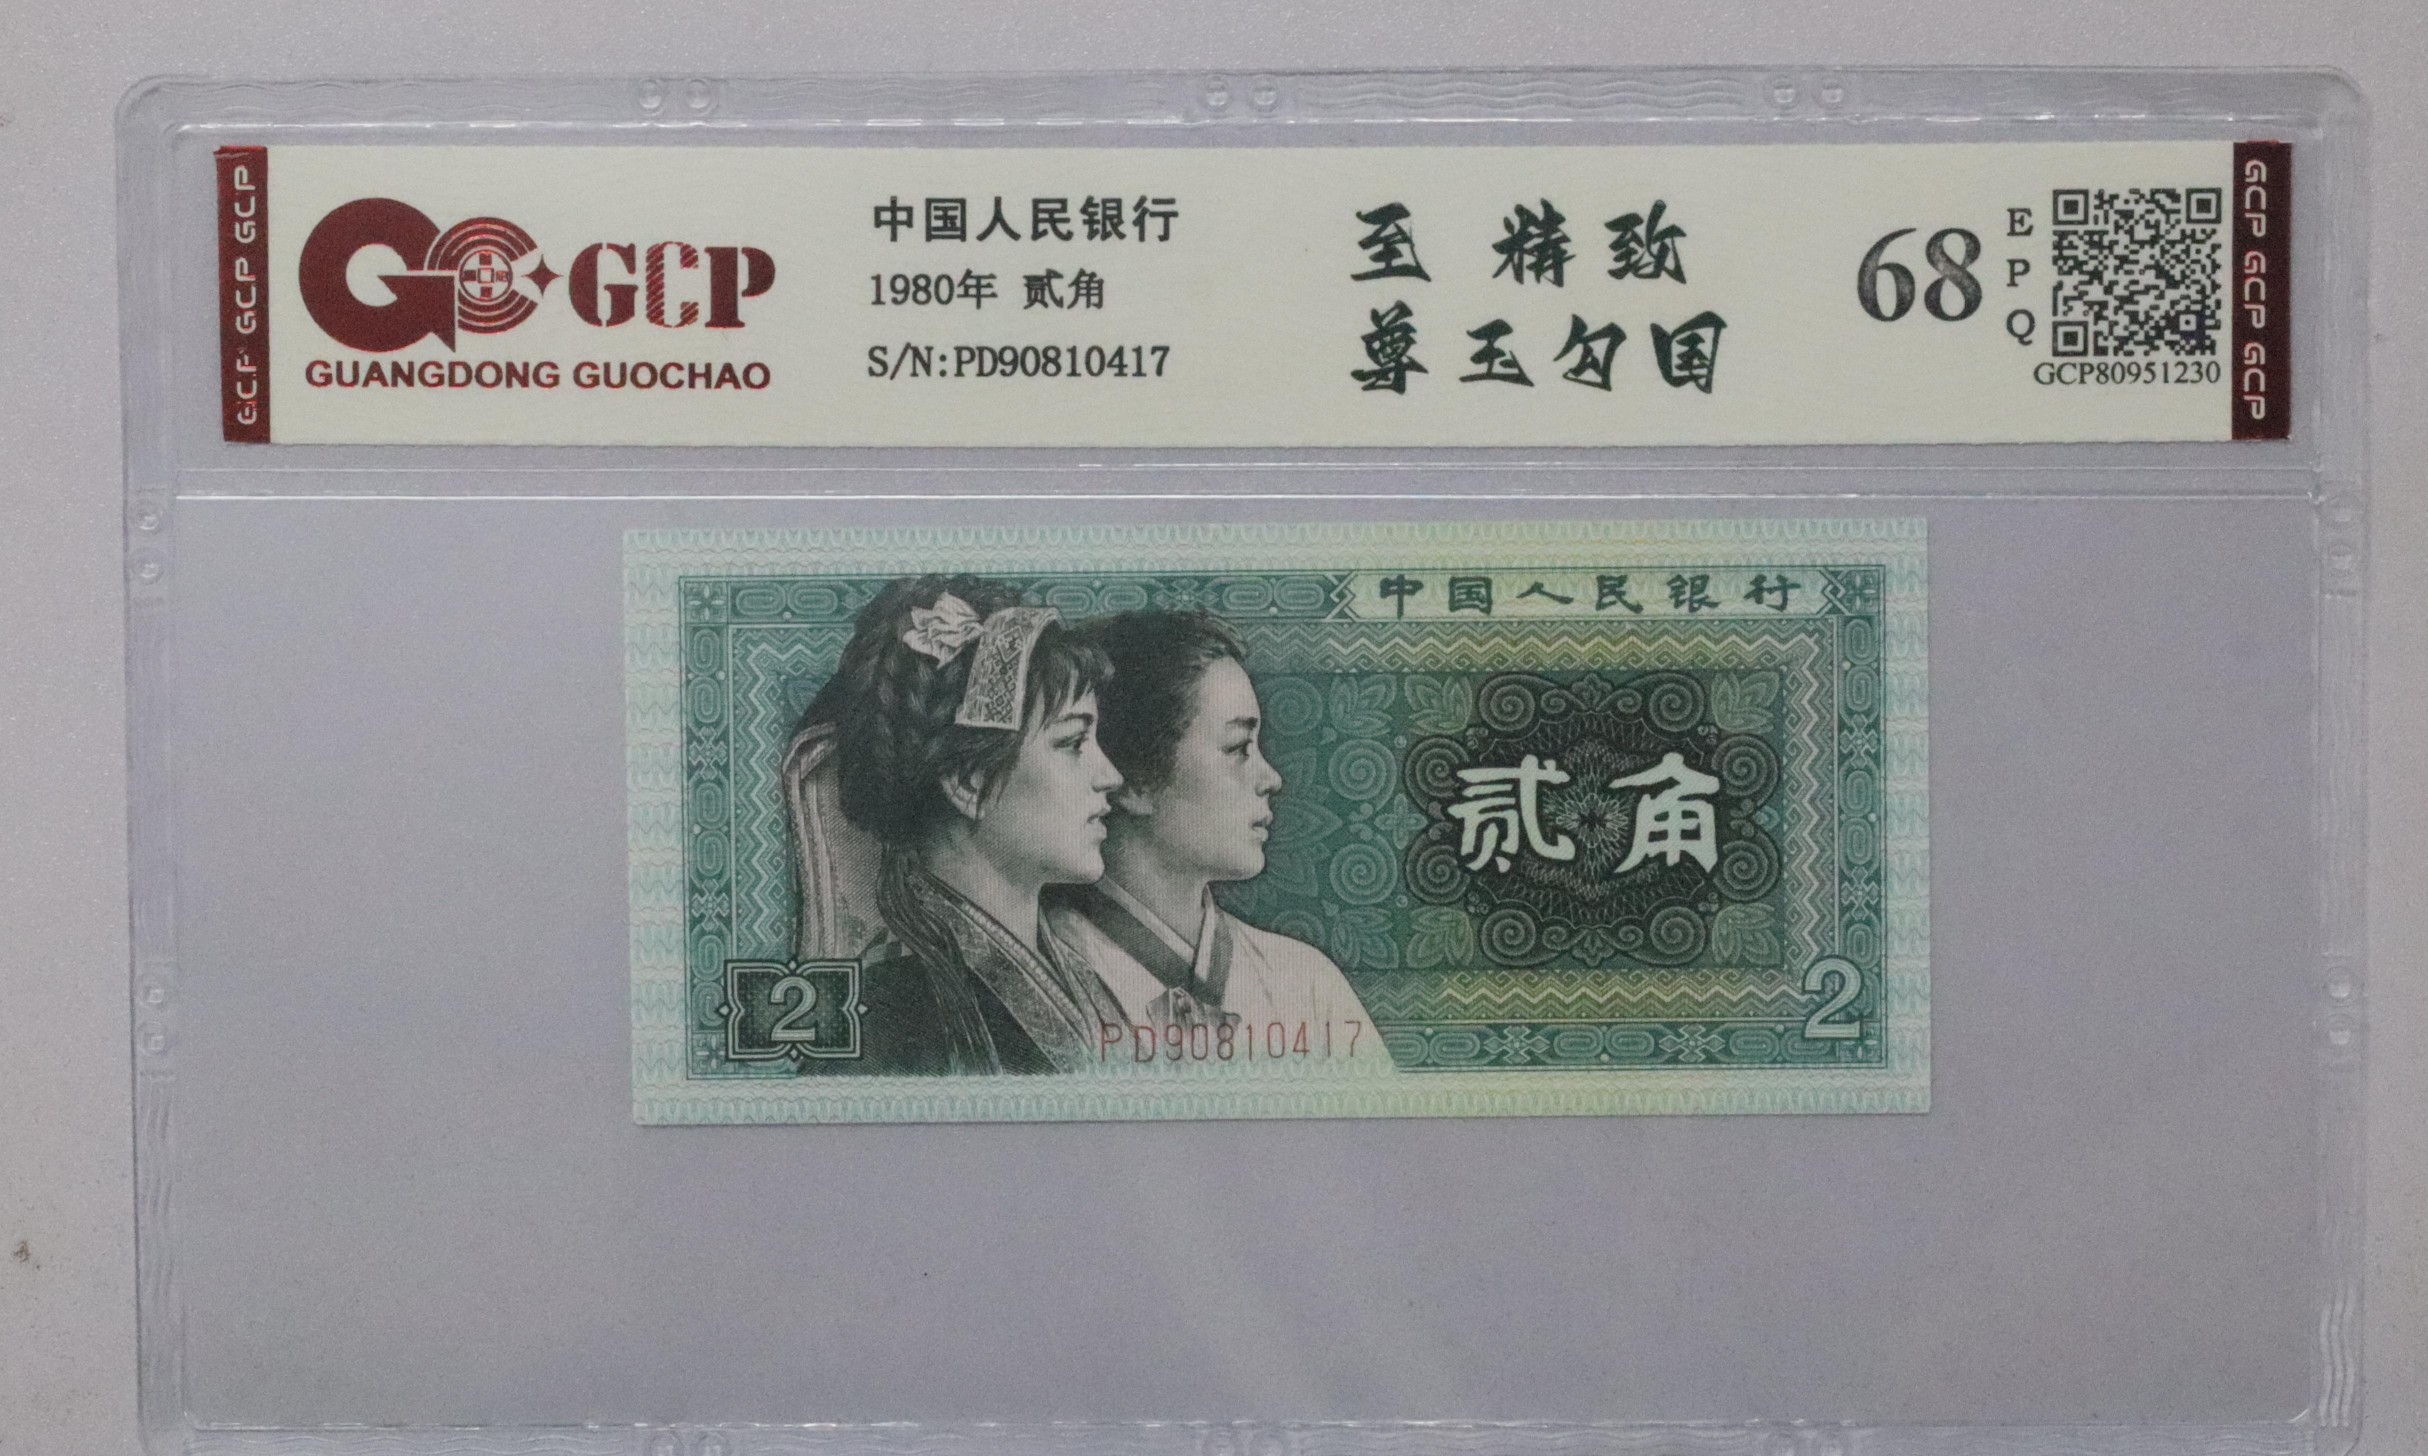 GCP GCP GCP
GCP
GUANGDONG GUOCHAO
中国人民银行
1980年 贰角
S/N:PD90810417
至 精致
尊 玉勾国
68
E
P
Q
GCP80951230
GCP GCP GCP
中国人民银行
贰角
2
2
PD90810417